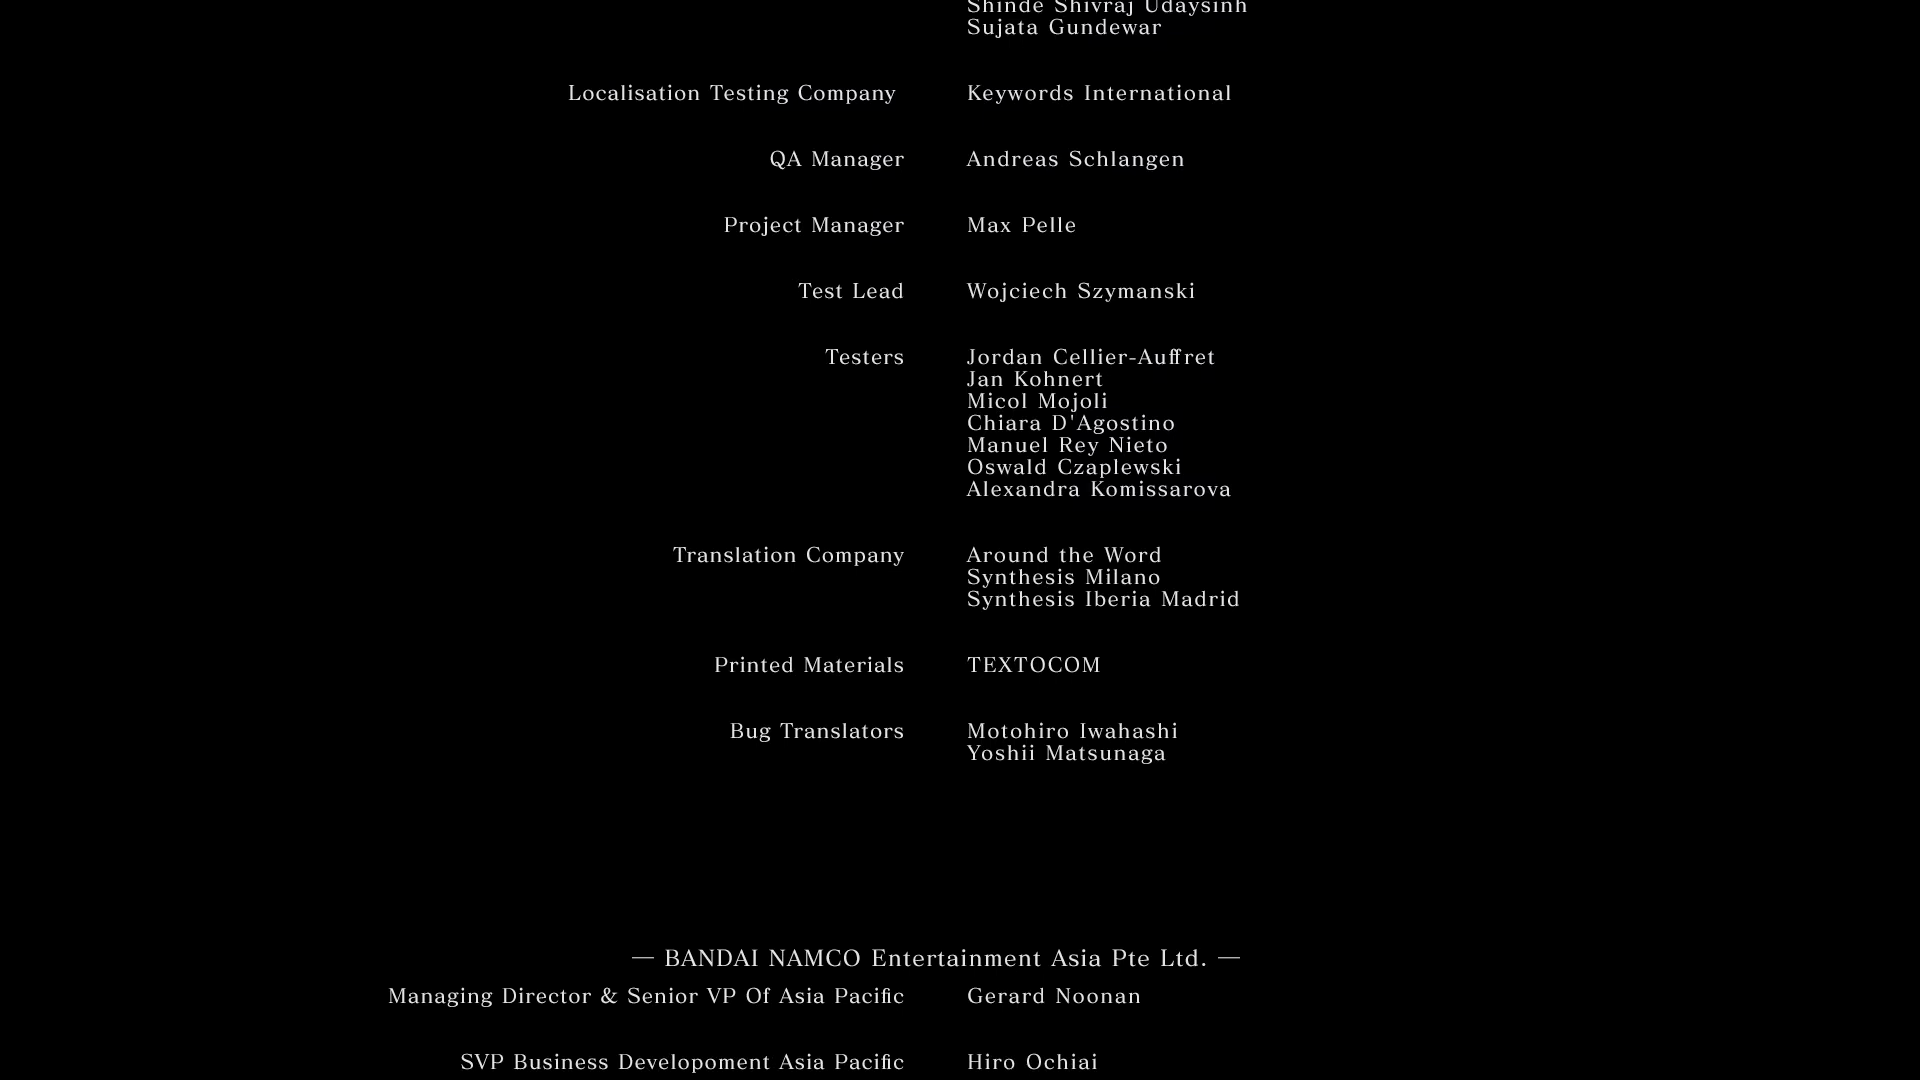 Shinde Shivraj Udaysinh
Sujata Gundewar
Localisation Testing Company Keywords International
QA Manager Andreas Schlangen
Project Manager Max Pelle
Test Lead Wojciech Szymanski
Testers Jordan Cellier-Auffret
Jan Kohnert
Micol Mojoli
Chiara D'Agostino
Manuel Rey Nieto
Oswald Czaplewski
Alexandra Komissarova
Translation Company Around the Word
Synthesis Milano
Synthesis Iberia Madrid
Printed Materials TEXTOCOM
Bug Translators Motohiro Iwahashi
Yoshii Matsunaga
— BANDAI NAMCO Entertainment Asia Pte Ltd. —
Managing Director & Senior VP Of Asia Pacific Gerard Noonan
SVP Business Developoment Asia Pacific Hiro Ochiai